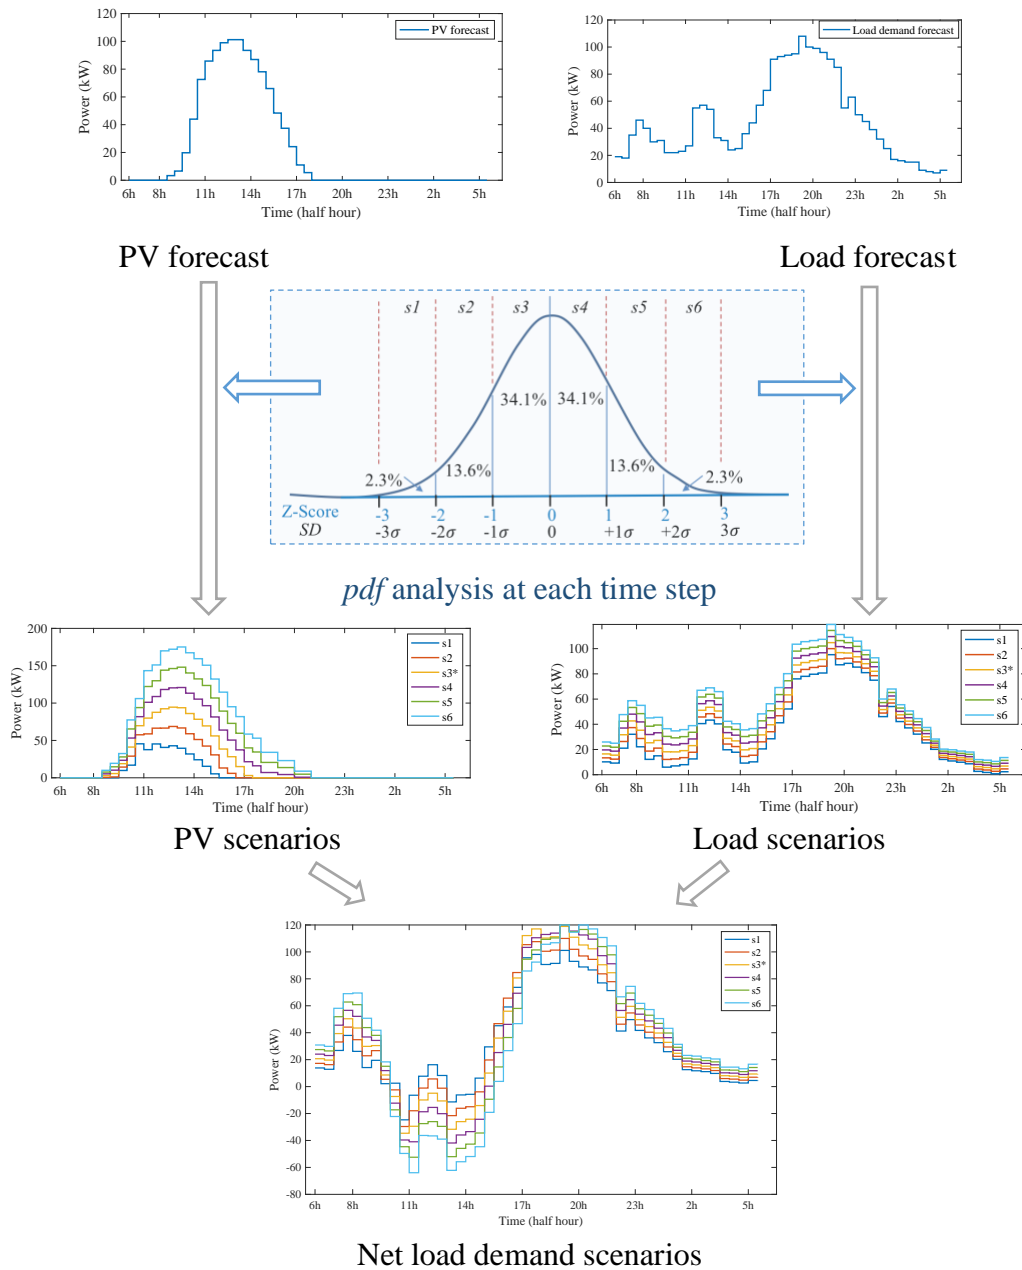 120
100
80
60
40
20
0
Power (kW)
PV forecast
6h 8h 11h 14h 17h 20h 23h 2h 5h
Time (half hour)
120
100
80
60
40
20
0
Power (kW)
Load demand forecast
6h 8h 11h 14h 17h 20h 23h 2h 5h
Time (half hour)
PV forecast
Load forecast
s1 s2 s3 s4 s5 s6
34.1% 34.1%
2.3% 13.6% 13.6% 2.3%
Z-Score -3 -2 -1 0 1 2 3
SD -3σ -2σ -1σ 0 +1σ +2σ 3σ
pdf analysis at each time step
200
150
100
50
0
Power (kW)
s1
s2
s3*
s4
s5
s6
6h 8h 11h 14h 17h 20h 23h 2h 5h
Time (half hour)
PV scenarios
100
80
60
40
20
0
Power (kW)
s1
s2
s3*
s4
s5
s6
6h 8h 11h 14h 17h 20h 23h 2h 5h
Time (half hour)
Load scenarios
120
100
80
60
40
20
0
-20
-40
-60
-80
Power (kW)
s1
s2
s3*
s4
s5
s6
6h 8h 11h 14h 17h 20h 23h 2h 5h
Time (half hour)
Net load demand scenarios